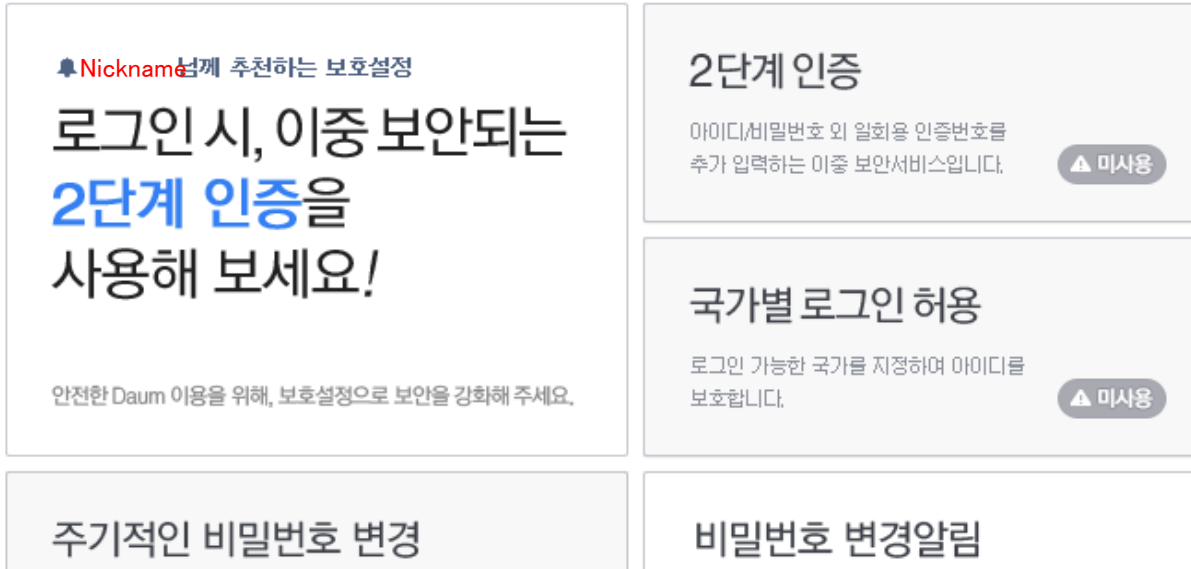 Nickname님께 추천하는 보호설정
로그인 시, 이중 보안되는
2단계 인증을
사용해 보세요!
안전한 Daum 이용을 위해, 보호설정으로 보안을 강화해 주세요.
2단계 인증
아이디/비밀번호 외 일회용 인증번호를
추가 입력하는 이중 보안서비스입니다.
미사용
국가별 로그인 허용
로그인 가능한 국가를 지정하여 아이디를
보호합니다.
미사용
주기적인 비밀번호 변경
비밀번호 변경알림